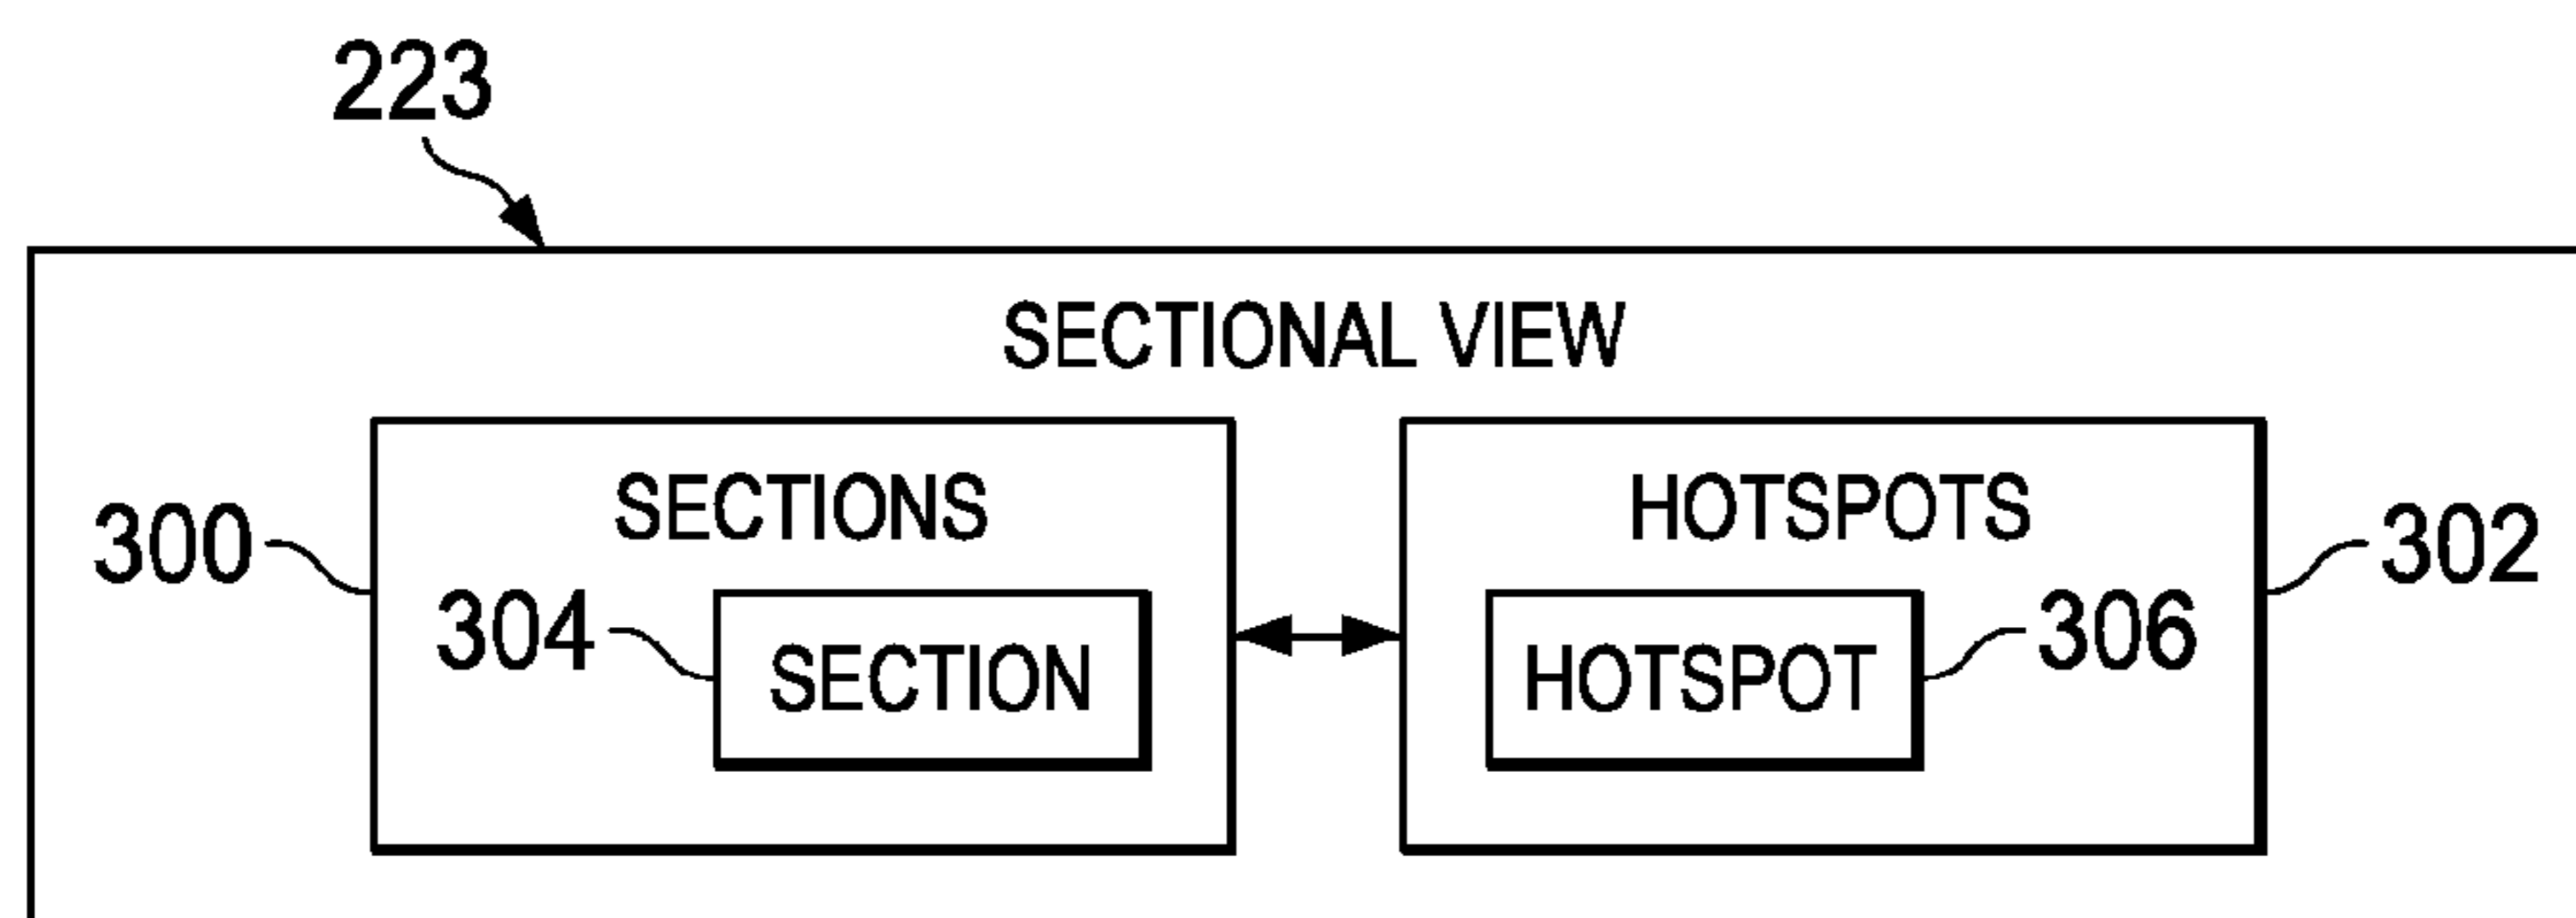 223
SECTIONAL VIEW
SECTIONS
HOTSPOTS
300
302
304
306
SECTION
HOTSPOT